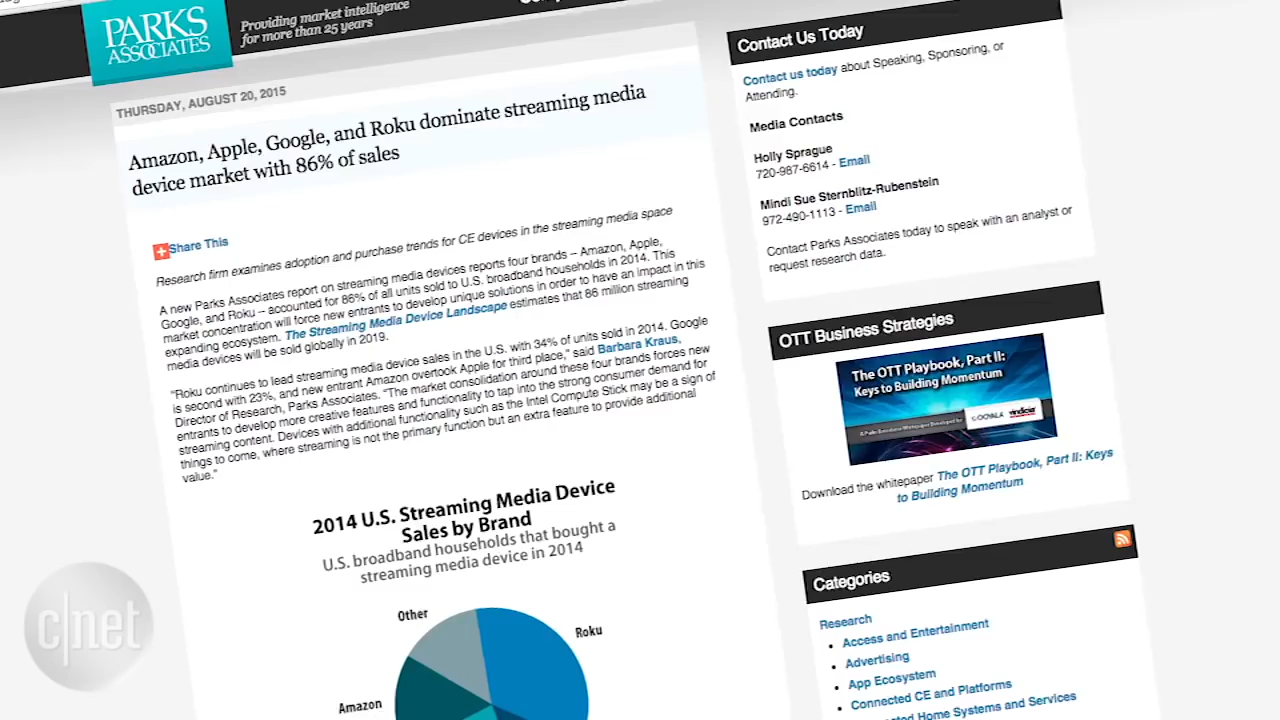 PARKS
ASSOCIATES
Providing market intelligence
for more than 25 years
THURSDAY, AUGUST 20, 2015
Amazon, Apple, Google, and Roku dominate streaming media
device market with 86% of sales
Share This
Research firm examines adoption and purchase trends for CE devices in the streaming media space
A new Parks Associates report on streaming media devices reports four brands – Amazon, Apple,
Google, and Roku – accounted for 86% of all units sold to U.S. broadband households in 2014. This
market concentration will force new entrants to develop unique solutions in order to have an impact in this
expanding ecosystem. The Streaming Media Device Landscape estimates that 86 million streaming
media devices will be sold globally in 2019.
"Roku continues to lead streaming media device sales in the U.S. with 34% of units sold in 2014. Google
is second with 23%, and new entrant Amazon overtook Apple for third place," said Barbara Kraus,
Director of Research, Parks Associates. "The market consolidation around these four brands forces new
entrants to develop more creative features and functionality to tap into the strong consumer demand for
streaming content. Devices with additional functionality such as the Intel Compute Stick may be a sign of
things to come, where streaming is not the primary function but an extra feature to provide additional
value."
2014 U.S. Streaming Media Device
Sales by Brand
U.S. broadband households that bought a
streaming media device in 2014
Other
Roku
Amazon
Contact Us Today
Contact us today about Speaking, Sponsoring, or
Attending.
Media Contacts
Holly Sprague
720-987-6614 - Email
Mindi Sue Sternblitz-Rubenstein
972-490-1113 - Email
Contact Parks Associates today to speak with an analyst or
request research data.
OTT Business Strategies
The OTT Playbook, Part II:
Keys to Building Momentum
OOYALA vindicia
Download the whitepaper The OTT Playbook, Part II: Keys
to Building Momentum
Categories
Research
Access and Entertainment
Advertising
App Ecosystem
Connected CE and Platforms
Home Systems and Services
c|net